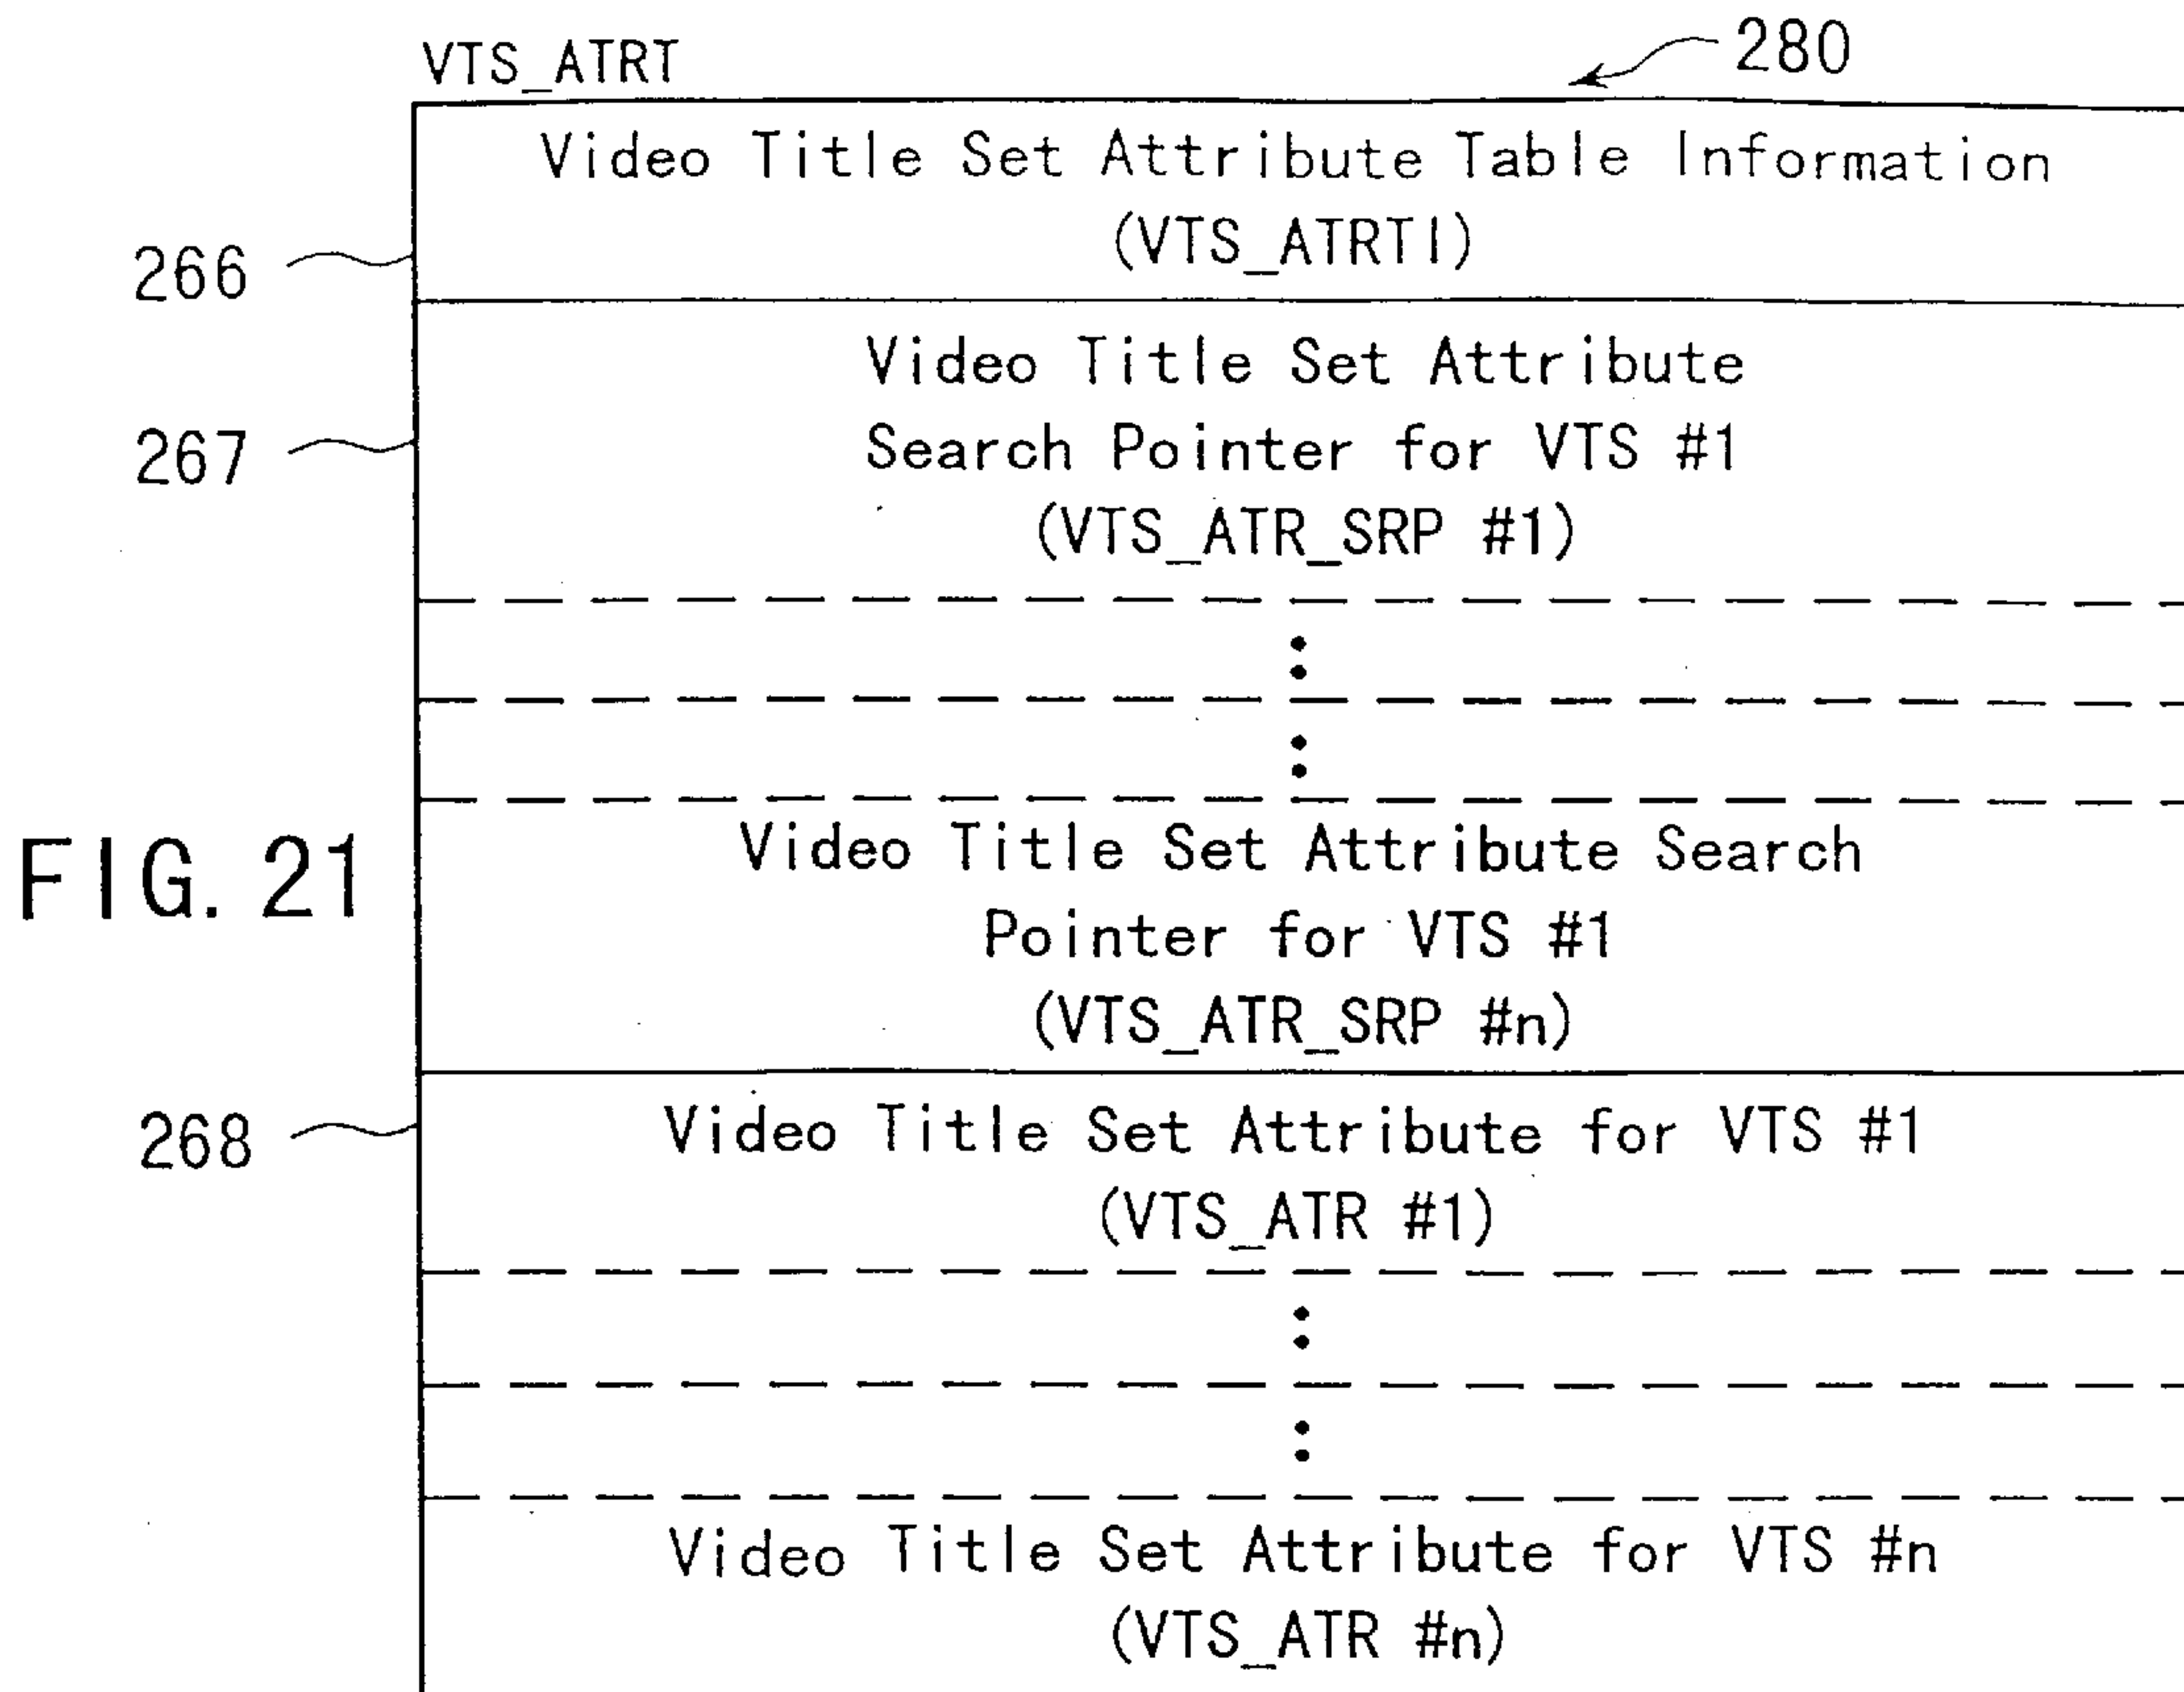 VTS_ATRT
280
Video Title Set Attribute Table Information
(VTS_ATRTI)
266
Video Title Set Attribute
Search Pointer for VTS #1
267
(VTS_ATR_SRP #1)
Video Title Set Attribute Search
FIG. 21
Pointer for VTS #1
(VTS_ATR_SRP #n)
268
Video Title Set Attribute for VTS #1
(VTS_ATR #1)
Video Title Set Attribute for VTS #n
(VTS_ATR #n)